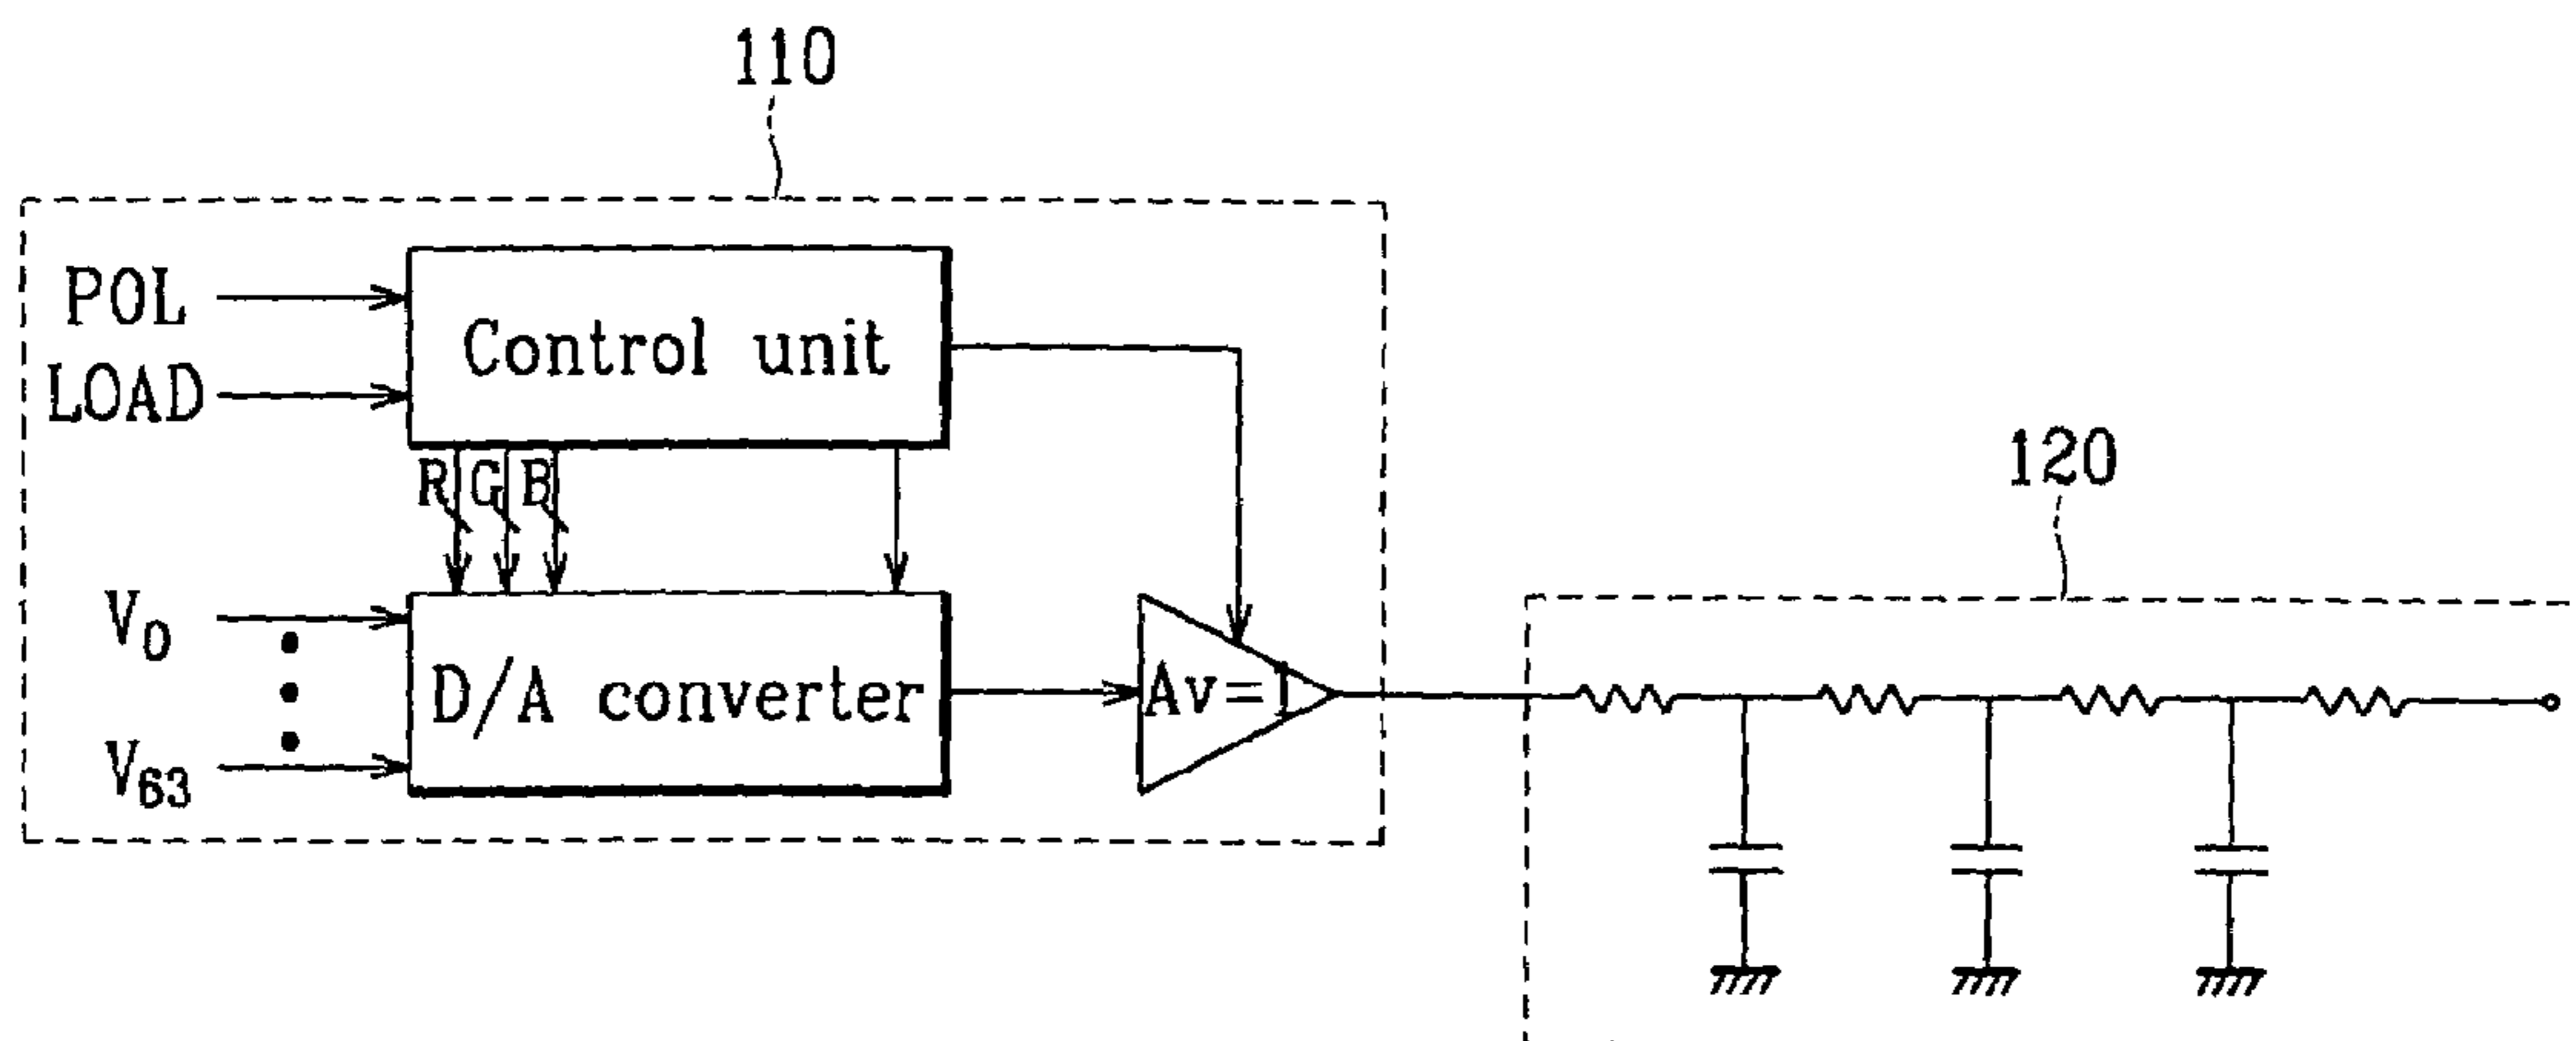 110
POL
LOAD
Control unit
R G B
120
V0
V63
D/A converter
Av=1